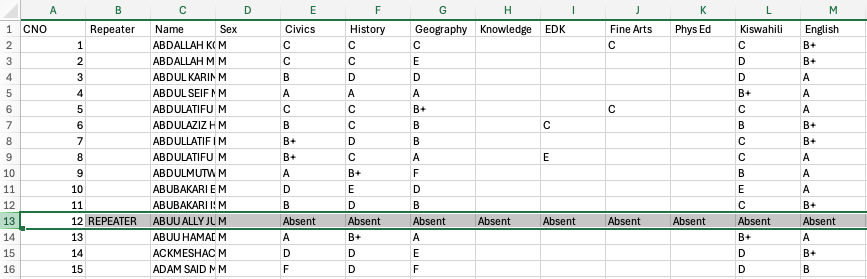 A B C D E F G H I J K L M
1 CNO Repeater Name Sex Civics History Geography Knowledge EDK Fine Arts Phys Ed Kiswahili English
2 1 ABDALLAH M C C C C C B+
3 2 ABDALLAH M M C C E D B+
4 3 ABDUL KARIM M B D D D A
5 4 ABDUL SEIF M A A A B+ A
6 5 ABDULATIFU M C C B+ C C A
7 6 ABDULAZIZ M B C B C B B+
8 7 ABDULLATIF M B+ D B C B+
9 8 ABDULATIFU M B+ C A E C A
10 9 M A B+ F B A
11 10 ABUBAKARI M D E D E A
12 11 ABUBAKARI M B D B C B+
13 12 REPEATER ABUU ALLY M Absent Absent Absent Absent Absent Absent Absent Absent Absent
14 13 ABUU M A B+ A B+ A
15 14 M D D E D B+
16 15 ADAM SAID M F D F D B